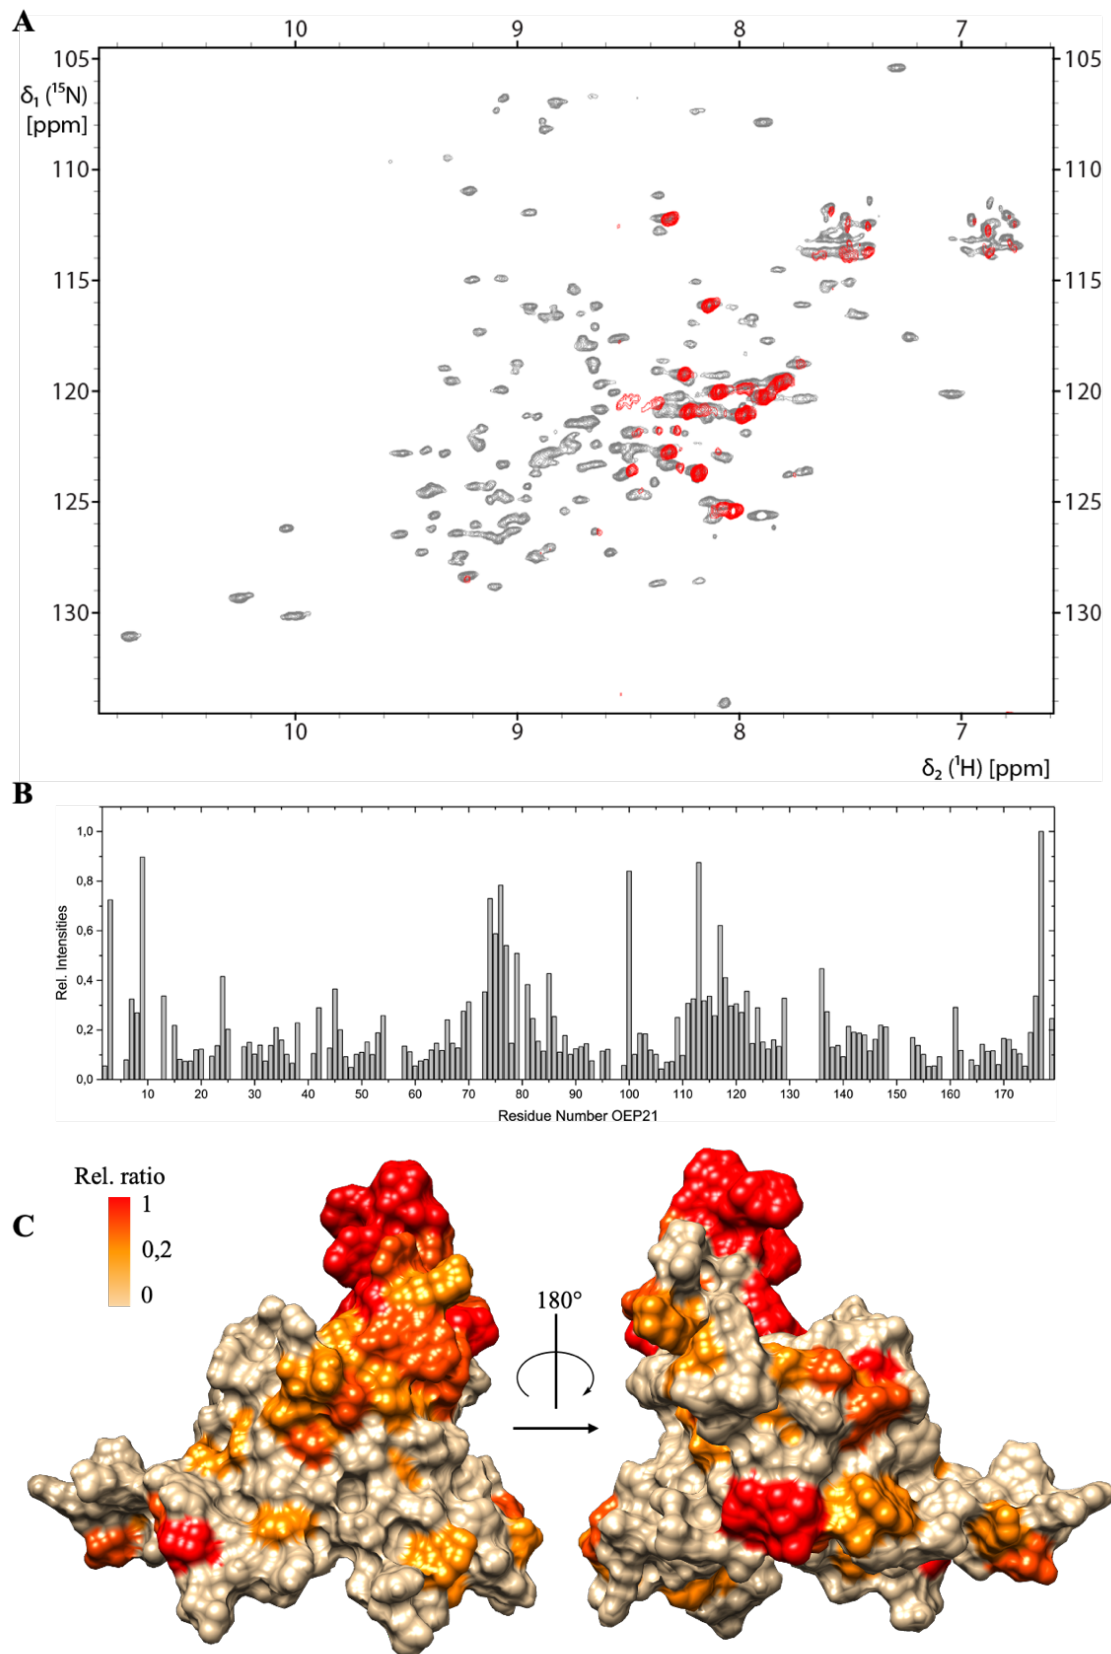 A
10 9 8 7
105 105
δ₁ (¹⁵N)
[ppm]
110 110
115 115
120 120
125 125
130 130
10 9 8 7
δ₂ (¹H) [ppm]
B
1,0
0,8
0,6
0,4
0,2
0,0
Rel. Intensities
10 20 30 40 50 60 70 80 90 100 110 120 130 140 150 160 170
Residue Number OEP21
Rel. ratio
C
1
0,2
0
180°